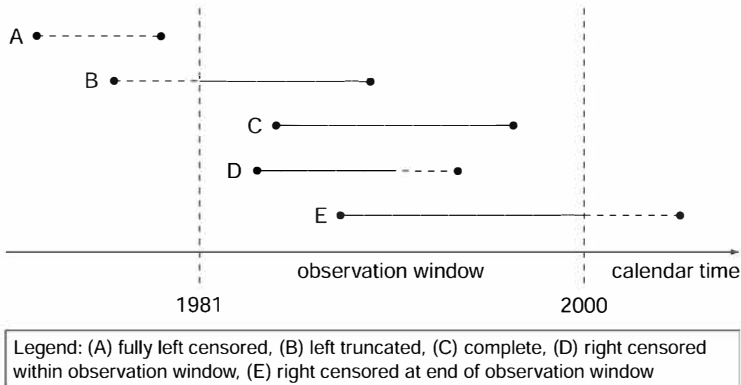 A
B
C
D
E
observation window
calendar time
1981
2000
Legend: (A) fully left censored, (B) left truncated, (C) complete, (D) right censored
within observation window, (E) right censored at end of observation window